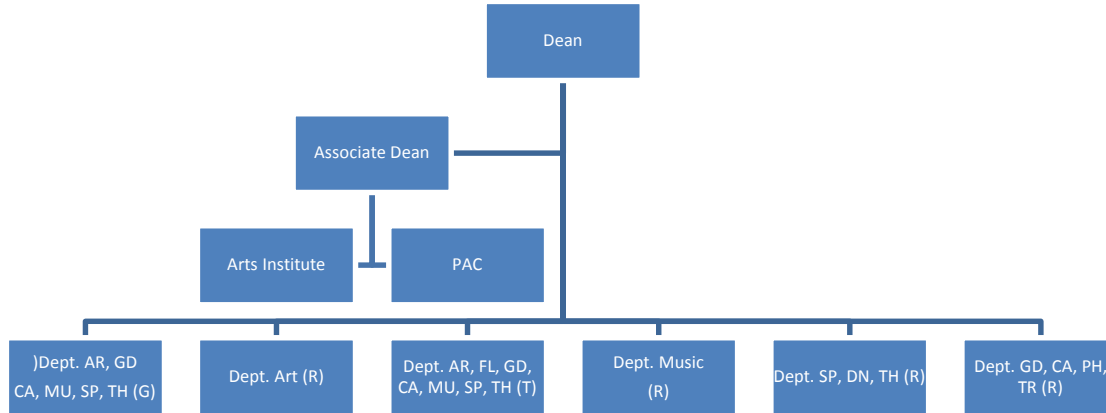 Dean
Associate Dean
Arts Institute
PAC
)Dept. AR, GD
CA, MU, SP, TH (G)
Dept. Art (R)
Dept. AR, FL, GD,
CA, MU, SP, TH (T)
Dept. Music
(R)
Dept. SP, DN, TH (R)
Dept. GD, CA, PH,
TR (R)